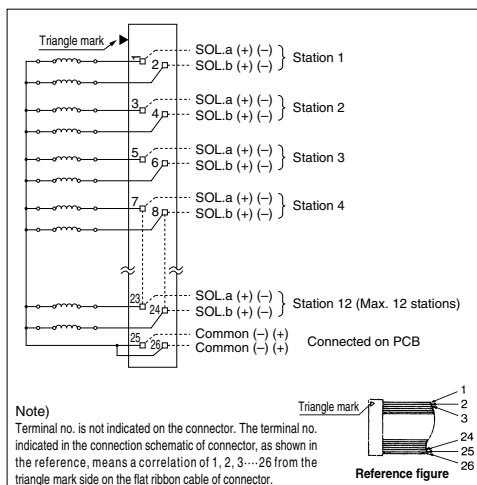 Triangle mark
1 SOL.a (+) (–)
2 SOL.b (+) (–)
Station 1
3 SOL.a (+) (–)
4 SOL.b (+) (–)
Station 2
5 SOL.a (+) (–)
6 SOL.b (+) (–)
Station 3
7 SOL.a (+) (–)
8 SOL.b (+) (–)
Station 4
23 SOL.a (+) (–)
24 SOL.b (+) (–)
Station 12 (Max. 12 stations)
25 Common (–) (+)
26 Common (–) (+)
Connected on PCB
Note)
Terminal no. is not indicated on the connector. The terminal no.
indicated in the connection schematic of connector, as shown in
the reference, means a correlation of 1, 2, 3····26 from the
triangle mark side on the flat ribbon cable of connector.
Triangle mark
1
2
3
24
25
26
Reference figure